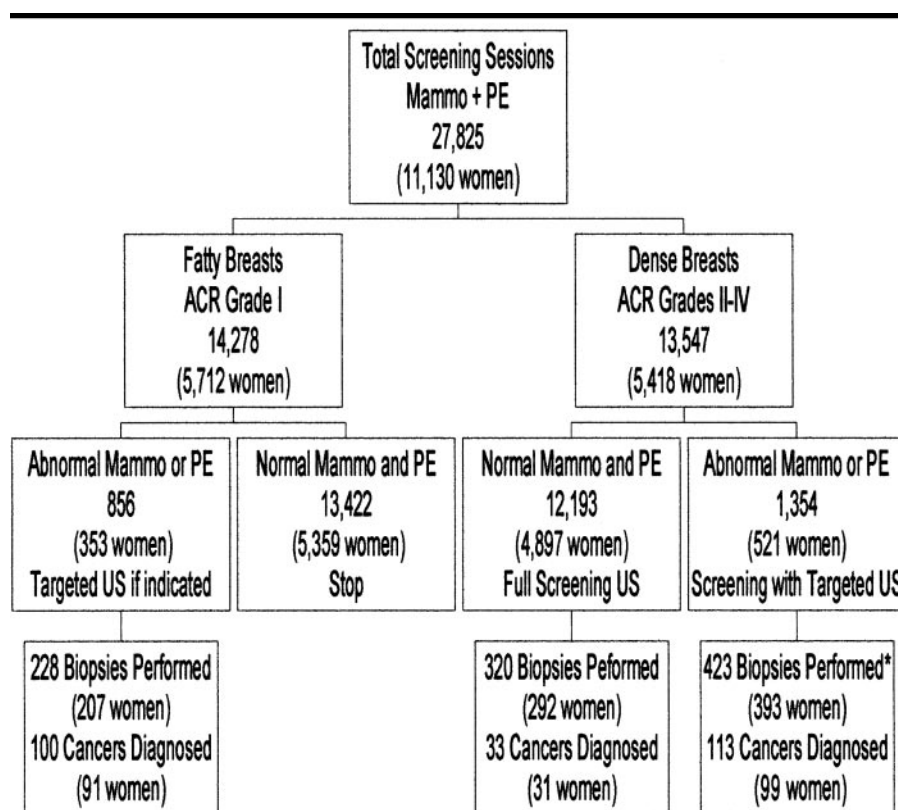 Total Screening Sessions
Mammo + PE
27,825
(11,130 women)
Fatty Breasts
ACR Grade I
14,278
(5,712 women)
Dense Breasts
ACR Grades II-IV
13,547
(5,418 women)
Abnormal Mammo or PE
856
(353 women)
Targeted US if indicated
Normal Mammo and PE
13,422
(5,359 women)
Stop
Normal Mammo and PE
12,193
(4,897 women)
Full Screening US
Abnormal Mammo or PE
1,354
(521 women)
Screening with Targeted US
228 Biopsies Performed
(207 women)
100 Cancers Diagnosed
(91 women)
320 Biopsies Peformed
(292 women)
33 Cancers Diagnosed
(31 women)
423 Biopsies Performed*
(393 women)
113 Cancers Diagnosed
(99 women)